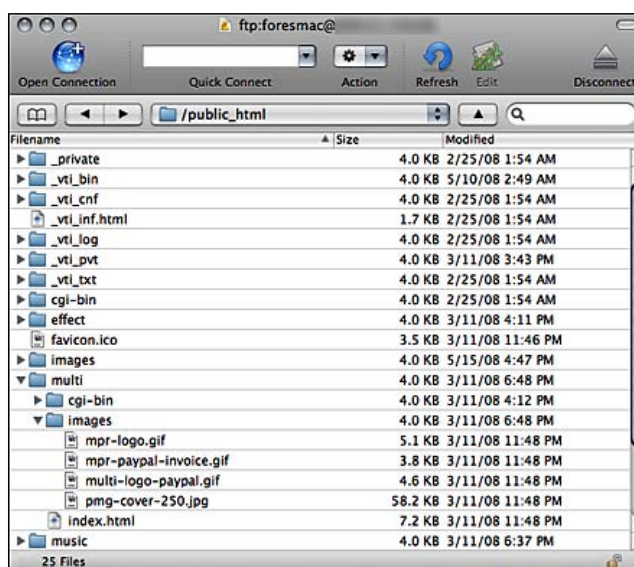 ftp:foresmac@
Open Connection Quick Connect Action Refresh Edit Disconnect
/public_html
Filename Size Modified
_private 4.0 KB 2/25/08 1:54 AM
_vti_bin 4.0 KB 5/10/08 2:49 AM
_vti_cnf 4.0 KB 2/25/08 1:54 AM
_vti_inf.html 1.7 KB 2/25/08 1:54 AM
_vti_log 4.0 KB 2/25/08 1:54 AM
_vti_pvt 4.0 KB 3/11/08 3:43 PM
_vti_txt 4.0 KB 2/25/08 1:54 AM
cgi-bin 4.0 KB 2/25/08 1:54 AM
effect 4.0 KB 3/11/08 4:11 PM
favicon.ico 3.5 KB 3/11/08 11:46 PM
images 4.0 KB 5/15/08 4:47 PM
multi 4.0 KB 3/11/08 6:48 PM
cgi-bin 4.0 KB 3/11/08 4:12 PM
images 4.0 KB 3/11/08 6:48 PM
mpr-logo.gif 5.1 KB 3/11/08 11:48 PM
mpr-paypal-invoice.gif 3.8 KB 3/11/08 11:48 PM
multi-logo-paypal.gif 4.6 KB 3/11/08 11:48 PM
pmg-cover-250.jpg 58.2 KB 3/11/08 11:48 PM
index.html 7.2 KB 3/11/08 11:48 PM
music 4.0 KB 3/11/08 6:37 PM
25 Files